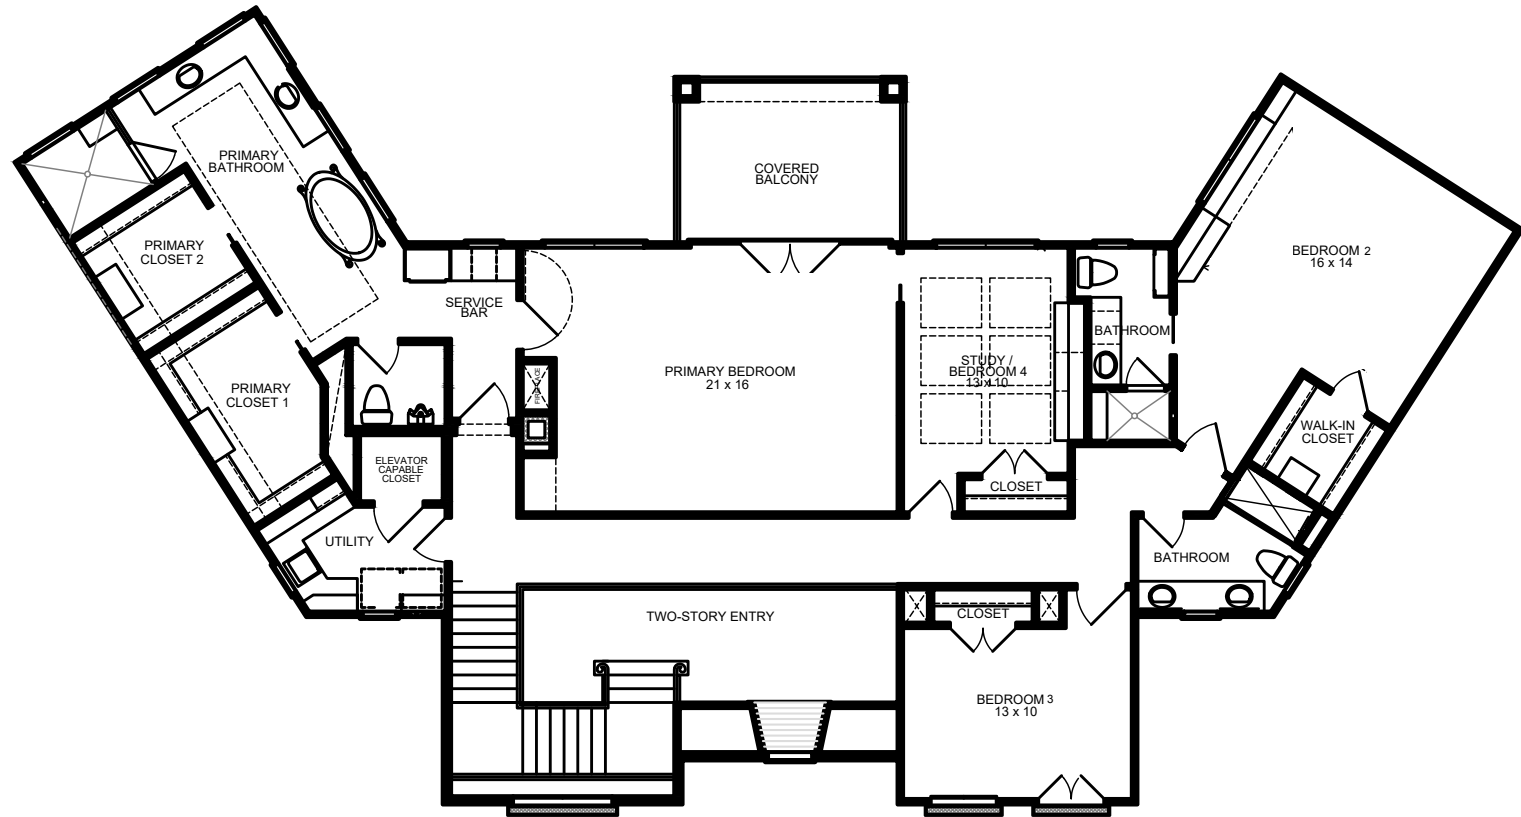 PRIMARY
BATHROOM
COVERED
BALCONY
PRIMARY
CLOSET 2
BEDROOM 2
16 x 14
SERVICE
BAR
BATHROOM
PRIMARY BEDROOM
21 x 16
STUDY /
BEDROOM 4
13 x 10
FIREPLACE
PRIMARY
CLOSET 1
WALK-IN
CLOSET
ELEVATOR
CAPABLE
CLOSET
CLOSET
UTILITY
BATHROOM
TWO-STORY ENTRY
CLOSET
BEDROOM 3
13 x 10